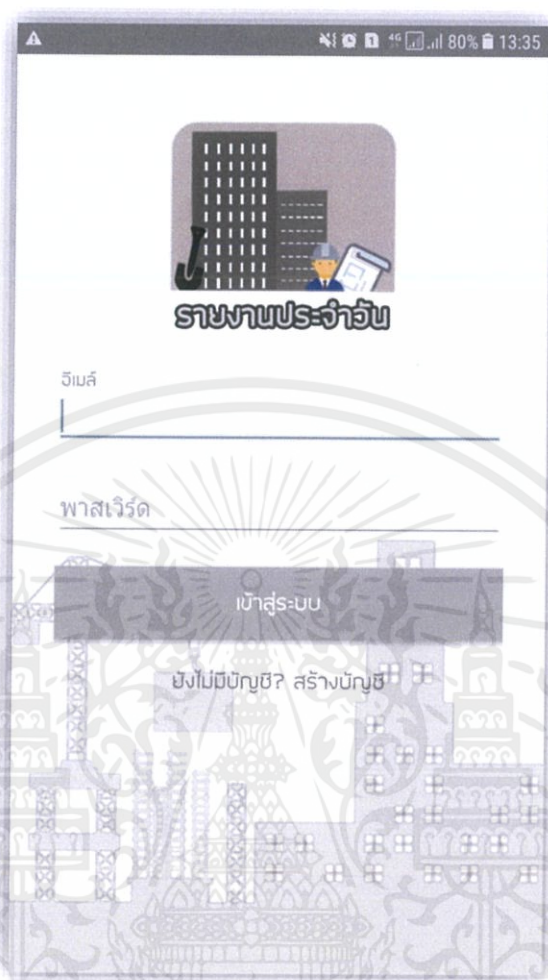 4G 80% 13:35
รายงานประจำวัน
อีเมล์
พาสเวิร์ด
เข้าสู่ระบบ
ยังไม่มีบัญชี? สร้างบัญชี